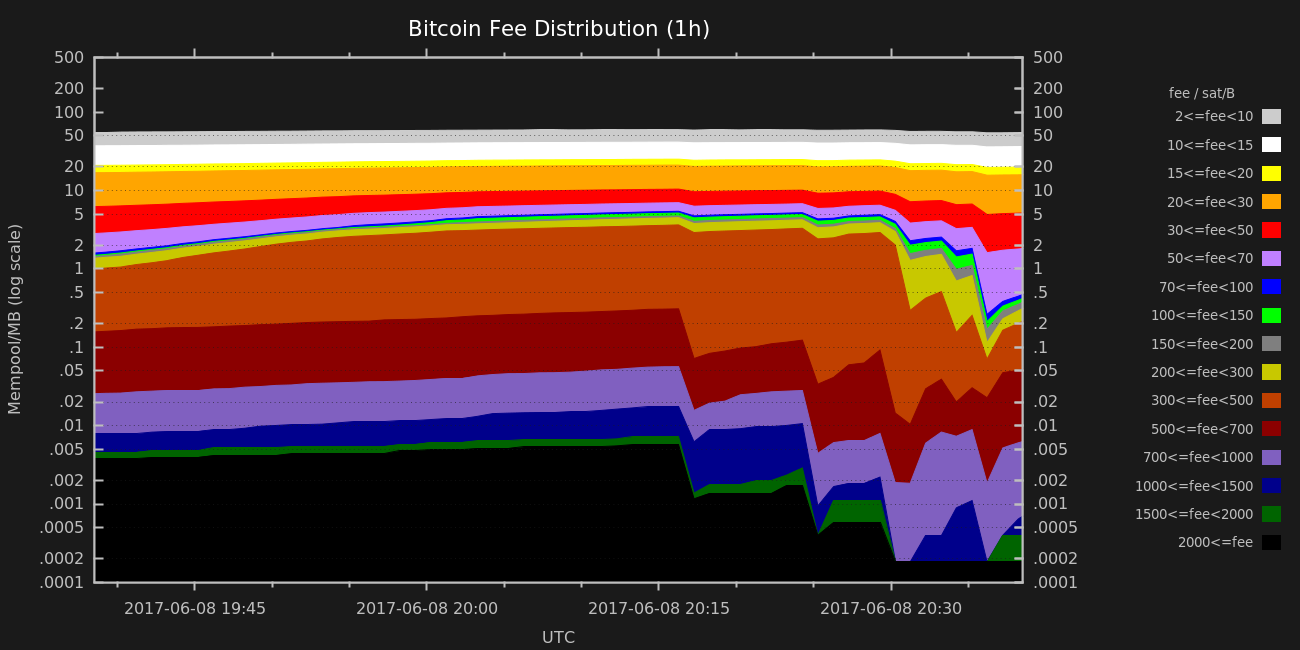 Bitcoin Fee Distribution (1h)
500
200
100
50
20
10
5
2
1
.5
.2
.1
.05
.02
.01
.005
.002
.001
.0005
.0002
.0001
Mempool/MB (log scale)
2017-06-08 19:45
2017-06-08 20:00
2017-06-08 20:15
2017-06-08 20:30
UTC
500
200
100
50
20
10
5
2
1
.5
.2
.1
.05
.02
.01
.005
.002
.001
.0005
.0002
.0001
fee / sat/B
2<=fee<10
10<=fee<15
15<=fee<20
20<=fee<30
30<=fee<50
50<=fee<70
70<=fee<100
100<=fee<150
150<=fee<200
200<=fee<300
300<=fee<500
500<=fee<700
700<=fee<1000
1000<=fee<1500
1500<=fee<2000
2000<=fee